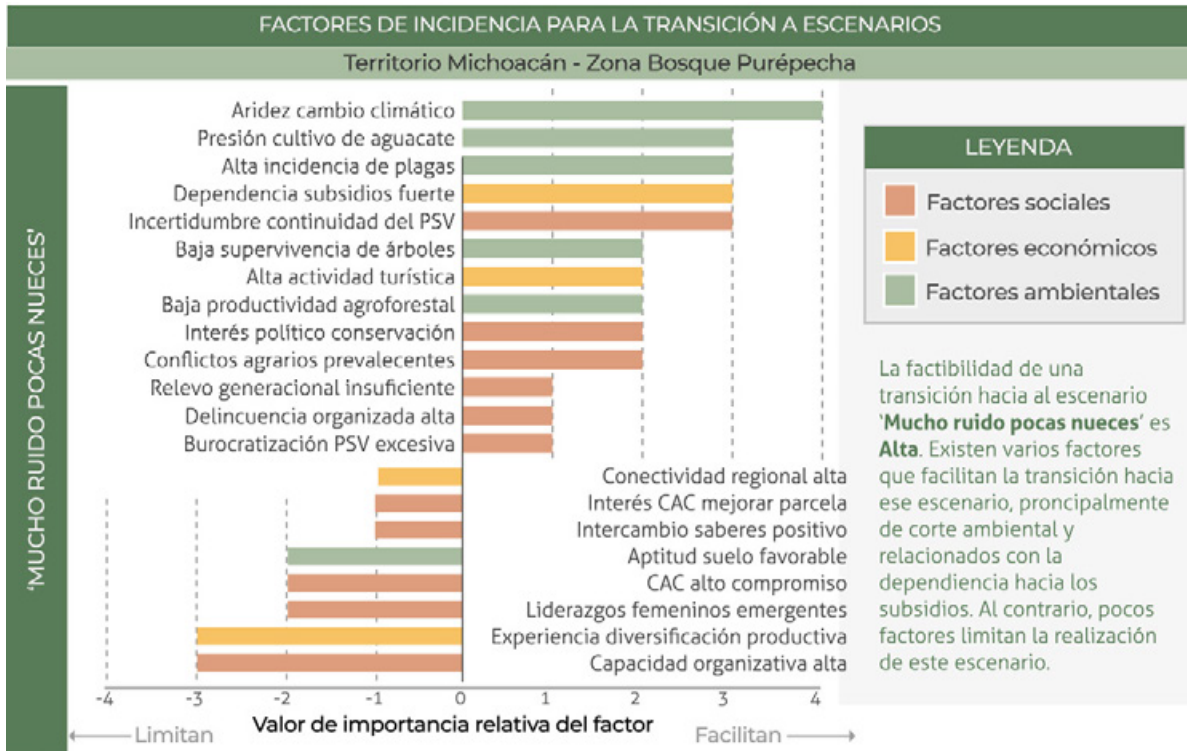 FACTORES DE INCIDENCIA PARA LA TRANSICIÓN A ESCENARIOS
Territorio Michoacán - Zona Bosque Purépecha
'MUCHO RUIDO POCAS NUECES'
Aridez cambio climático
Presión cultivo de aguacate
Alta incidencia de plagas
Dependencia subsidios fuerte
Incertidumbre continuidad del PSV
Baja supervivencia de árboles
Alta actividad turística
Baja productividad agroforestal
Interés político conservación
Conflictos agrarios prevalecentes
Relevo generacional insuficiente
Delincuencia organizada alta
Burocratización PSV excesiva
Conectividad regional alta
Interés CAC mejorar parcela
Intercambio saberes positivo
Aptitud suelo favorable
CAC alto compromiso
Liderazgos femeninos emergentes
Experiencia diversificación productiva
Capacidad organizativa alta
-4 -3 -2 -1 0 1 2 3 4
Valor de importancia relativa del factor
Limitan
Facilitan
LEYENDA
Factores sociales
Factores económicos
Factores ambientales
La factibilidad de una
transición hacia al escenario
'Mucho ruido pocas nueces' es
Alta. Existen varios factores
que facilitan la transición hacia
ese escenario, proncipalmente
de corte ambiental y
relacionados con la
dependiencia hacia los
subsidios. Al contrario, pocos
factores limitan la realización
de este escenario.